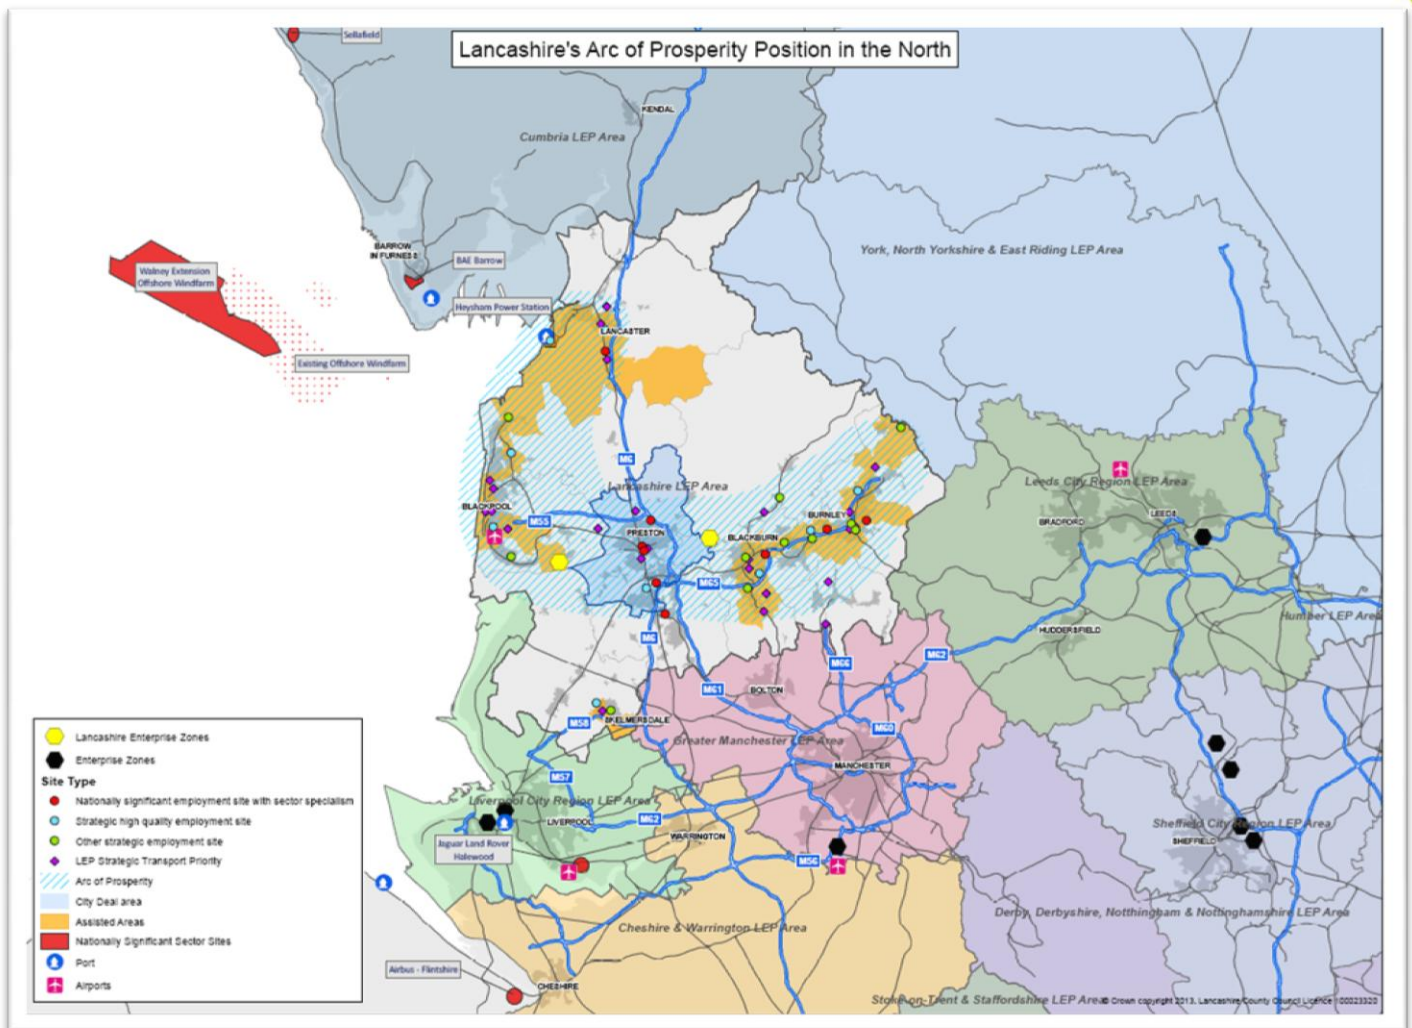 Lancashire's Arc of Prosperity Position in the North
Sellafield
KENDAL
Cumbria LEP Area
York, North Yorkshire & East Riding LEP Area
BARROW
IN FURNESS
BAE Barrow
Walney Extension
Offshore Windfarm
Heysham Power Station
LANCASTER
Existing Offshore Windfarm
M6
Lancashire LEP Area
Leeds City Region LEP Area
BLACKPOOL
M55
PRESTON
BLACKBURN
BURNLEY
BRADFORD
LEEDS
M65
HUDDERSFIELD
Humber LEP Area
M6
M66
M62
M61
BOLTON
M58
SKELMERSDALE
M60
Greater Manchester LEP Area
MANCHESTER
M57
Liverpool City Region LEP Area
LIVERPOOL
M62
WARRINGTON
Sheffield City Region LEP Area
SHEFFIELD
Jaguar Land Rover
Halewood
M56
Derby, Derbyshire, Notthingham & Nottinghamshire LEP Area
Cheshire & Warrington LEP Area
Airbus - Flintshire
CHESHIRE
Stoke-on-Trent & Staffordshire LEP Area
© Crown copyright 2013, Lancashire County Council Licence 100023320
Lancashire Enterprise Zones
Enterprise Zones
Site Type
Nationally significant employment site with sector specialism
Strategic high quality employment site
Other strategic employment site
LEP Strategic Transport Priority
Arc of Prosperity
City Deal area
Assisted Areas
Nationally Significant Sector Sites
Port
Airports